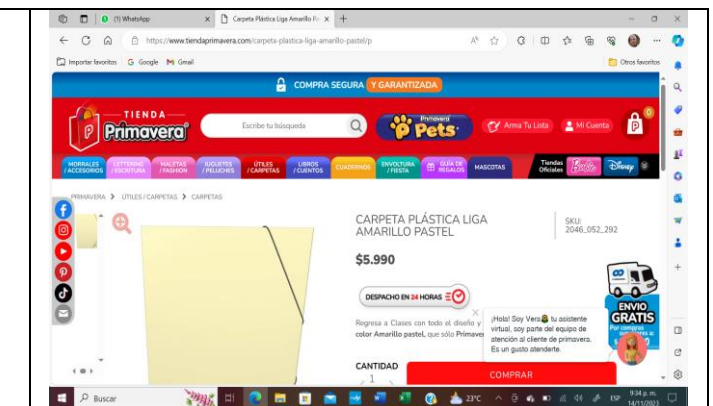 (1) WhatsApp
Carpeta Plástica Liga Amarillo Pa
https://www.tiendaprimavera.com/carpeta-plastica-liga-amarillo-pastel/p
Importar favoritos
Google
Gmail
Otros favoritos
COMPRA SEGURA Y GARANTIZADA
TIENDA
Primavera
Escribe tu búsqueda
Primavera
Pets
Arma Tu Lista
Mi Cuenta
0
MORRALES
/ACCESORIOS
LETTERING
/ESCRITURA
MALETAS
/FASHION
JUGUETES
/PELUCHES
ÚTILES
/CARPETAS
LIBROS
/CUENTOS
CUADERNOS
ENVOLTURA
/FIESTA
GUÍA DE
REGALOS
MASCOTAS
Tiendas
Oficiales
Barbie
Disney
PRIMAVERA > ÚTILES / CARPETAS > CARPETAS
CARPETA PLÁSTICA LIGA
AMARILLO PASTEL
SKU:
2046_052_292
$5.990
DESPACHO EN 24 HORAS
Regresa a Clases con todo el diseño y
color Amarillo pastel, que sólo Primave
CANTIDAD
1
COMPRAR
ENVIO
GRATIS
¡Hola! Soy Vera tu asistente
virtual, soy parte del equipo de
atención al cliente de primavera.
Es un gusto atenderte.
Buscar
23°C
ESP
9:34 p. m.
14/11/2023